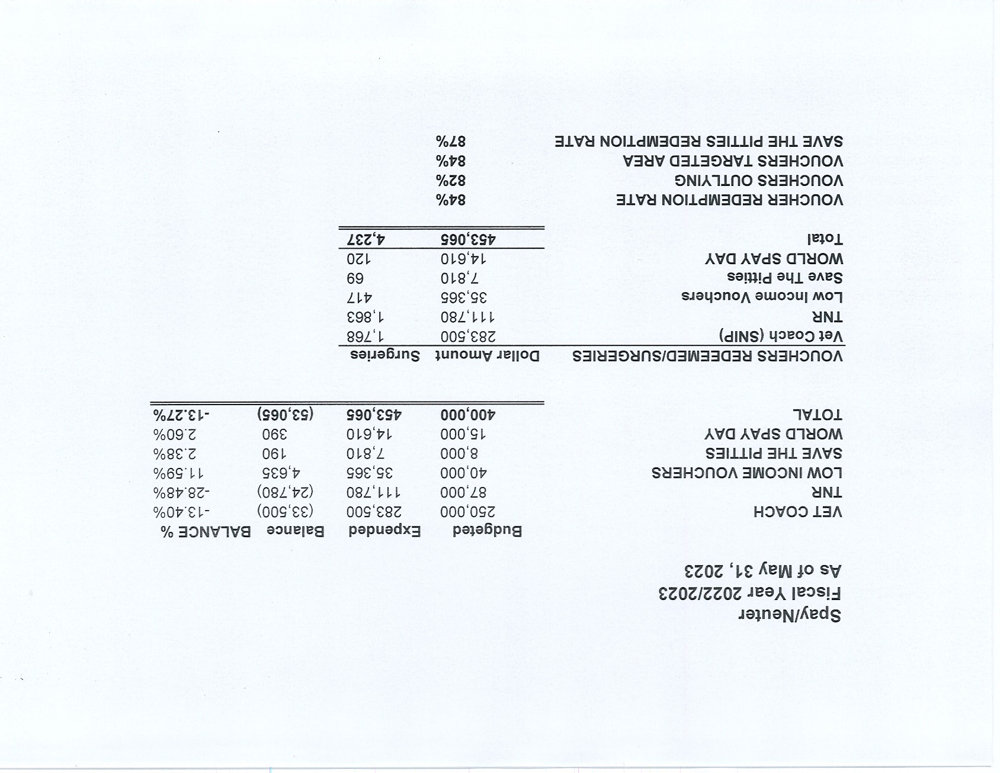 Spay/Neuter
Fiscal Year 2022/2023
As of May 31, 2023
Budgeted Expended Balance BALANCE %
VET COACH 250,000 283,500 (33,500) -13.40%
TNR 87,000 111,780 (24,780) -28.48%
LOW INCOME VOUCHERS 40,000 35,365 4,635 11.59%
SAVE THE PITTIES 8,000 7,810 190 2.38%
WORLD SPAY DAY 15,000 14,610 390 2.60%
TOTAL 400,000 453,065 (53,065) -13.27%
VOUCHERS REDEEMED/SURGERIES Dollar Amount Surgeries
Vet Coach (SNIP) 283,500 1,768
TNR 111,780 1,863
Low Income Vouchers 35,365 417
Save The Pitties 7,810 69
WORLD SPAY DAY 14,610 120
Total 453,065 4,237
VOUCHER REDEMPTION RATE 84%
VOUCHERS OUTLYING 82%
VOUCHERS TARGETED AREA 84%
SAVE THE PITTIES REDEMPTION RATE 87%